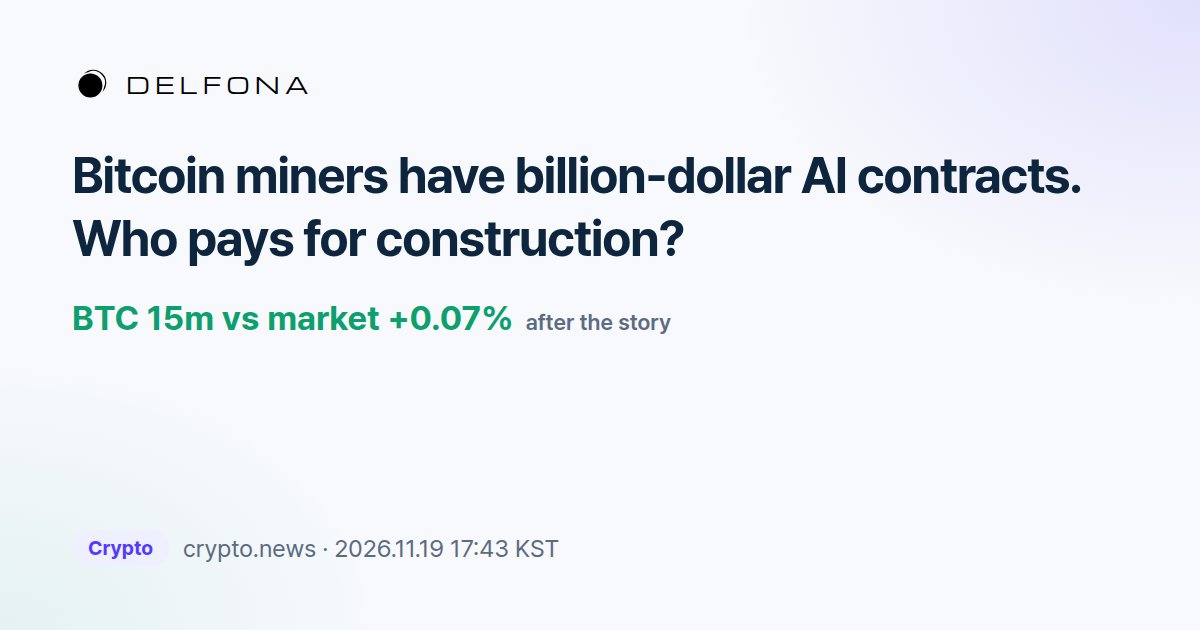 DELFONA
Bitcoin miners have billion-dollar AI contracts.
Who pays for construction?
BTC 15m vs market +0.07% after the story
Crypto crypto.news · 2026.11.19 17:43 KST